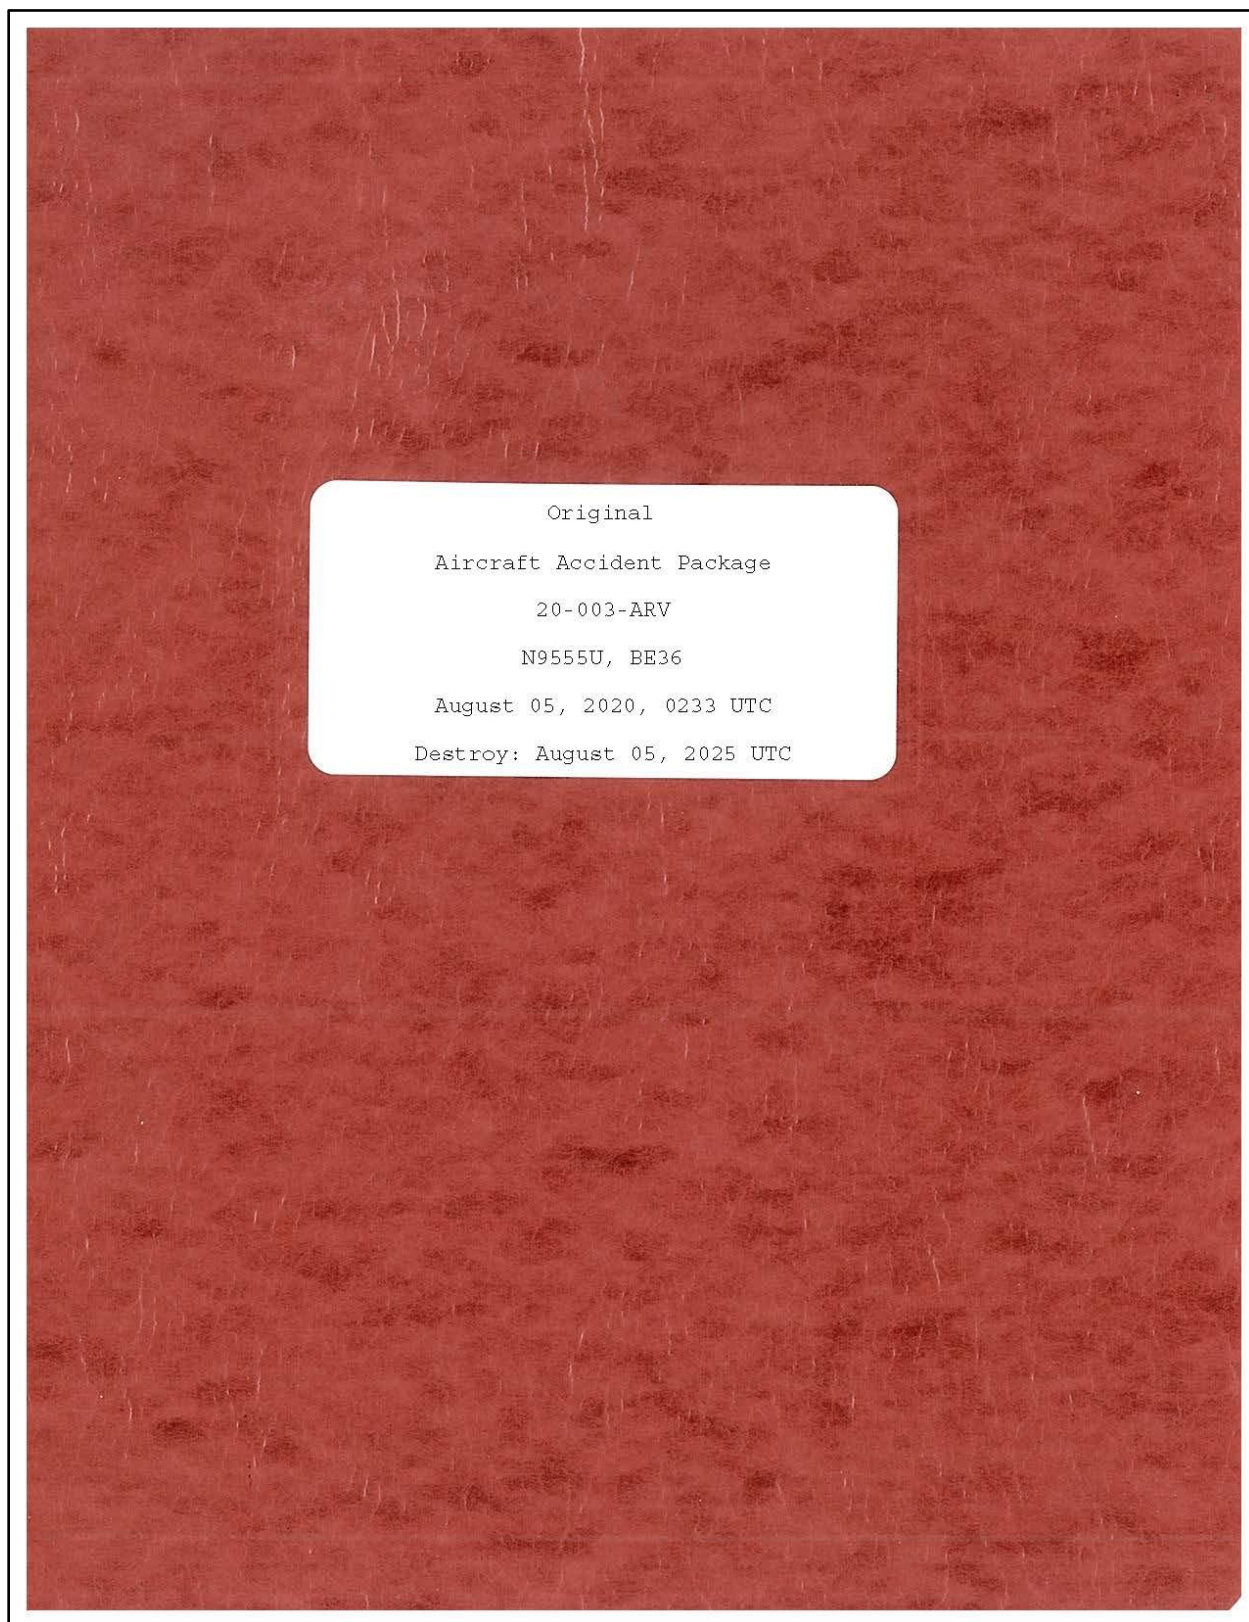 Original
Aircraft Accident Package
20-003-ARV
N9555U, BE36
August 05, 2020, 0233 UTC
Destroy: August 05, 2025 UTC